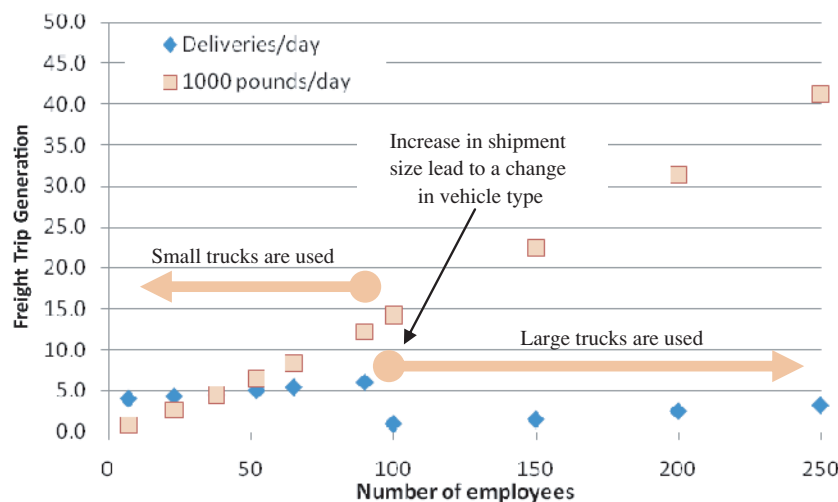 50.0
45.0
40.0
35.0
30.0
25.0
20.0
15.0
10.0
5.0
0.0
Freight Trip Generation
Deliveries/day
1000 pounds/day
Increase in shipment
size lead to a change
in vehicle type
Small trucks are used
Large trucks are used
0 50 100 150 200 250
Number of employees